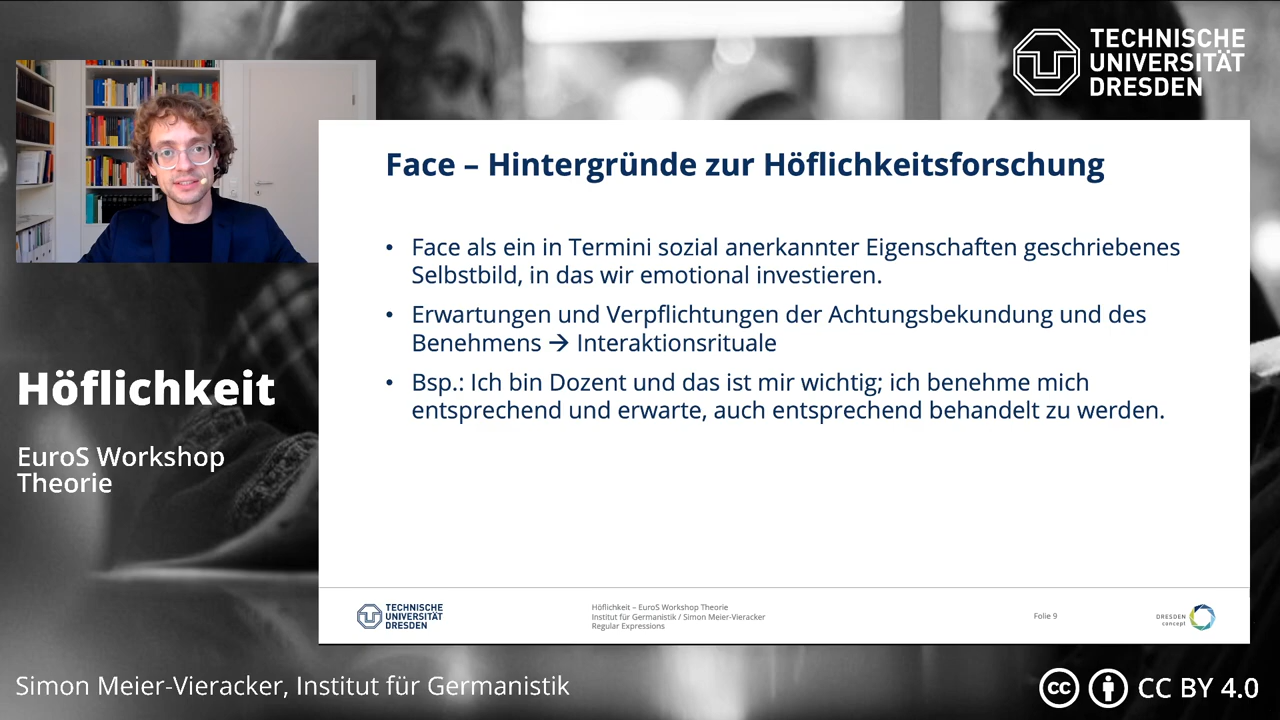 TECHNISCHE
UNIVERSITÄT
DRESDEN
Face – Hintergründe zur Höflichkeitsforschung
• Face als ein in Termini sozial anerkannter Eigenschaften geschriebenes
Selbstbild, in das wir emotional investieren.
• Erwartungen und Verpflichtungen der Achtungsbekundung und des
Benehmens → Interaktionsrituale
• Bsp.: Ich bin Dozent und das ist mir wichtig; ich benehme mich
entsprechend und erwarte, auch entsprechend behandelt zu werden.
Höflichkeit
EuroS Workshop
Theorie
TECHNISCHE
UNIVERSITÄT
DRESDEN
Höflichkeit – EuroS Workshop Theorie
Institut für Germanistik / Simon Meier-Vieracker
Regular Expressions
Folie 9
DRESDEN
concept
Simon Meier-Vieracker, Institut für Germanistik
cc CC BY 4.0